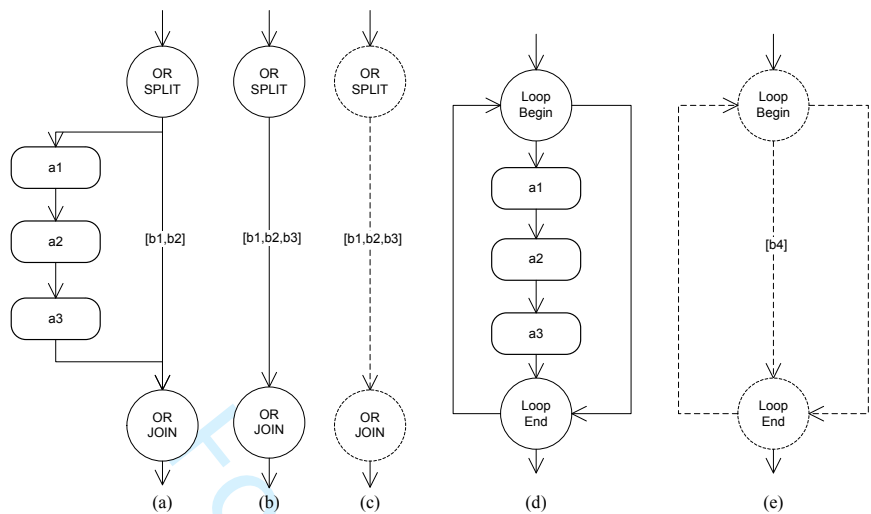 OR
SPLIT
a1
a2
a3
[b1,b2]
OR
JOIN
(a)
OR
SPLIT
[b1,b2,b3]
OR
JOIN
(b)
OR
SPLIT
[b1,b2,b3]
OR
JOIN
(c)
Loop
Begin
a1
a2
a3
Loop
End
(d)
Loop
Begin
[b4]
Loop
End
(e)